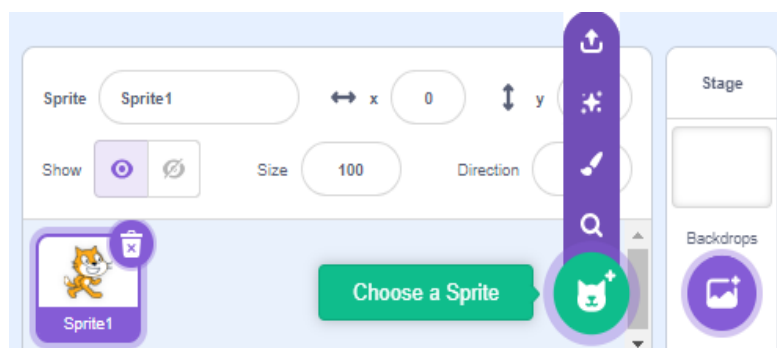 Sprite Sprite1 x 0 y
Stage
Show Size 100 Direction
Backdrops
Choose a Sprite
Sprite1